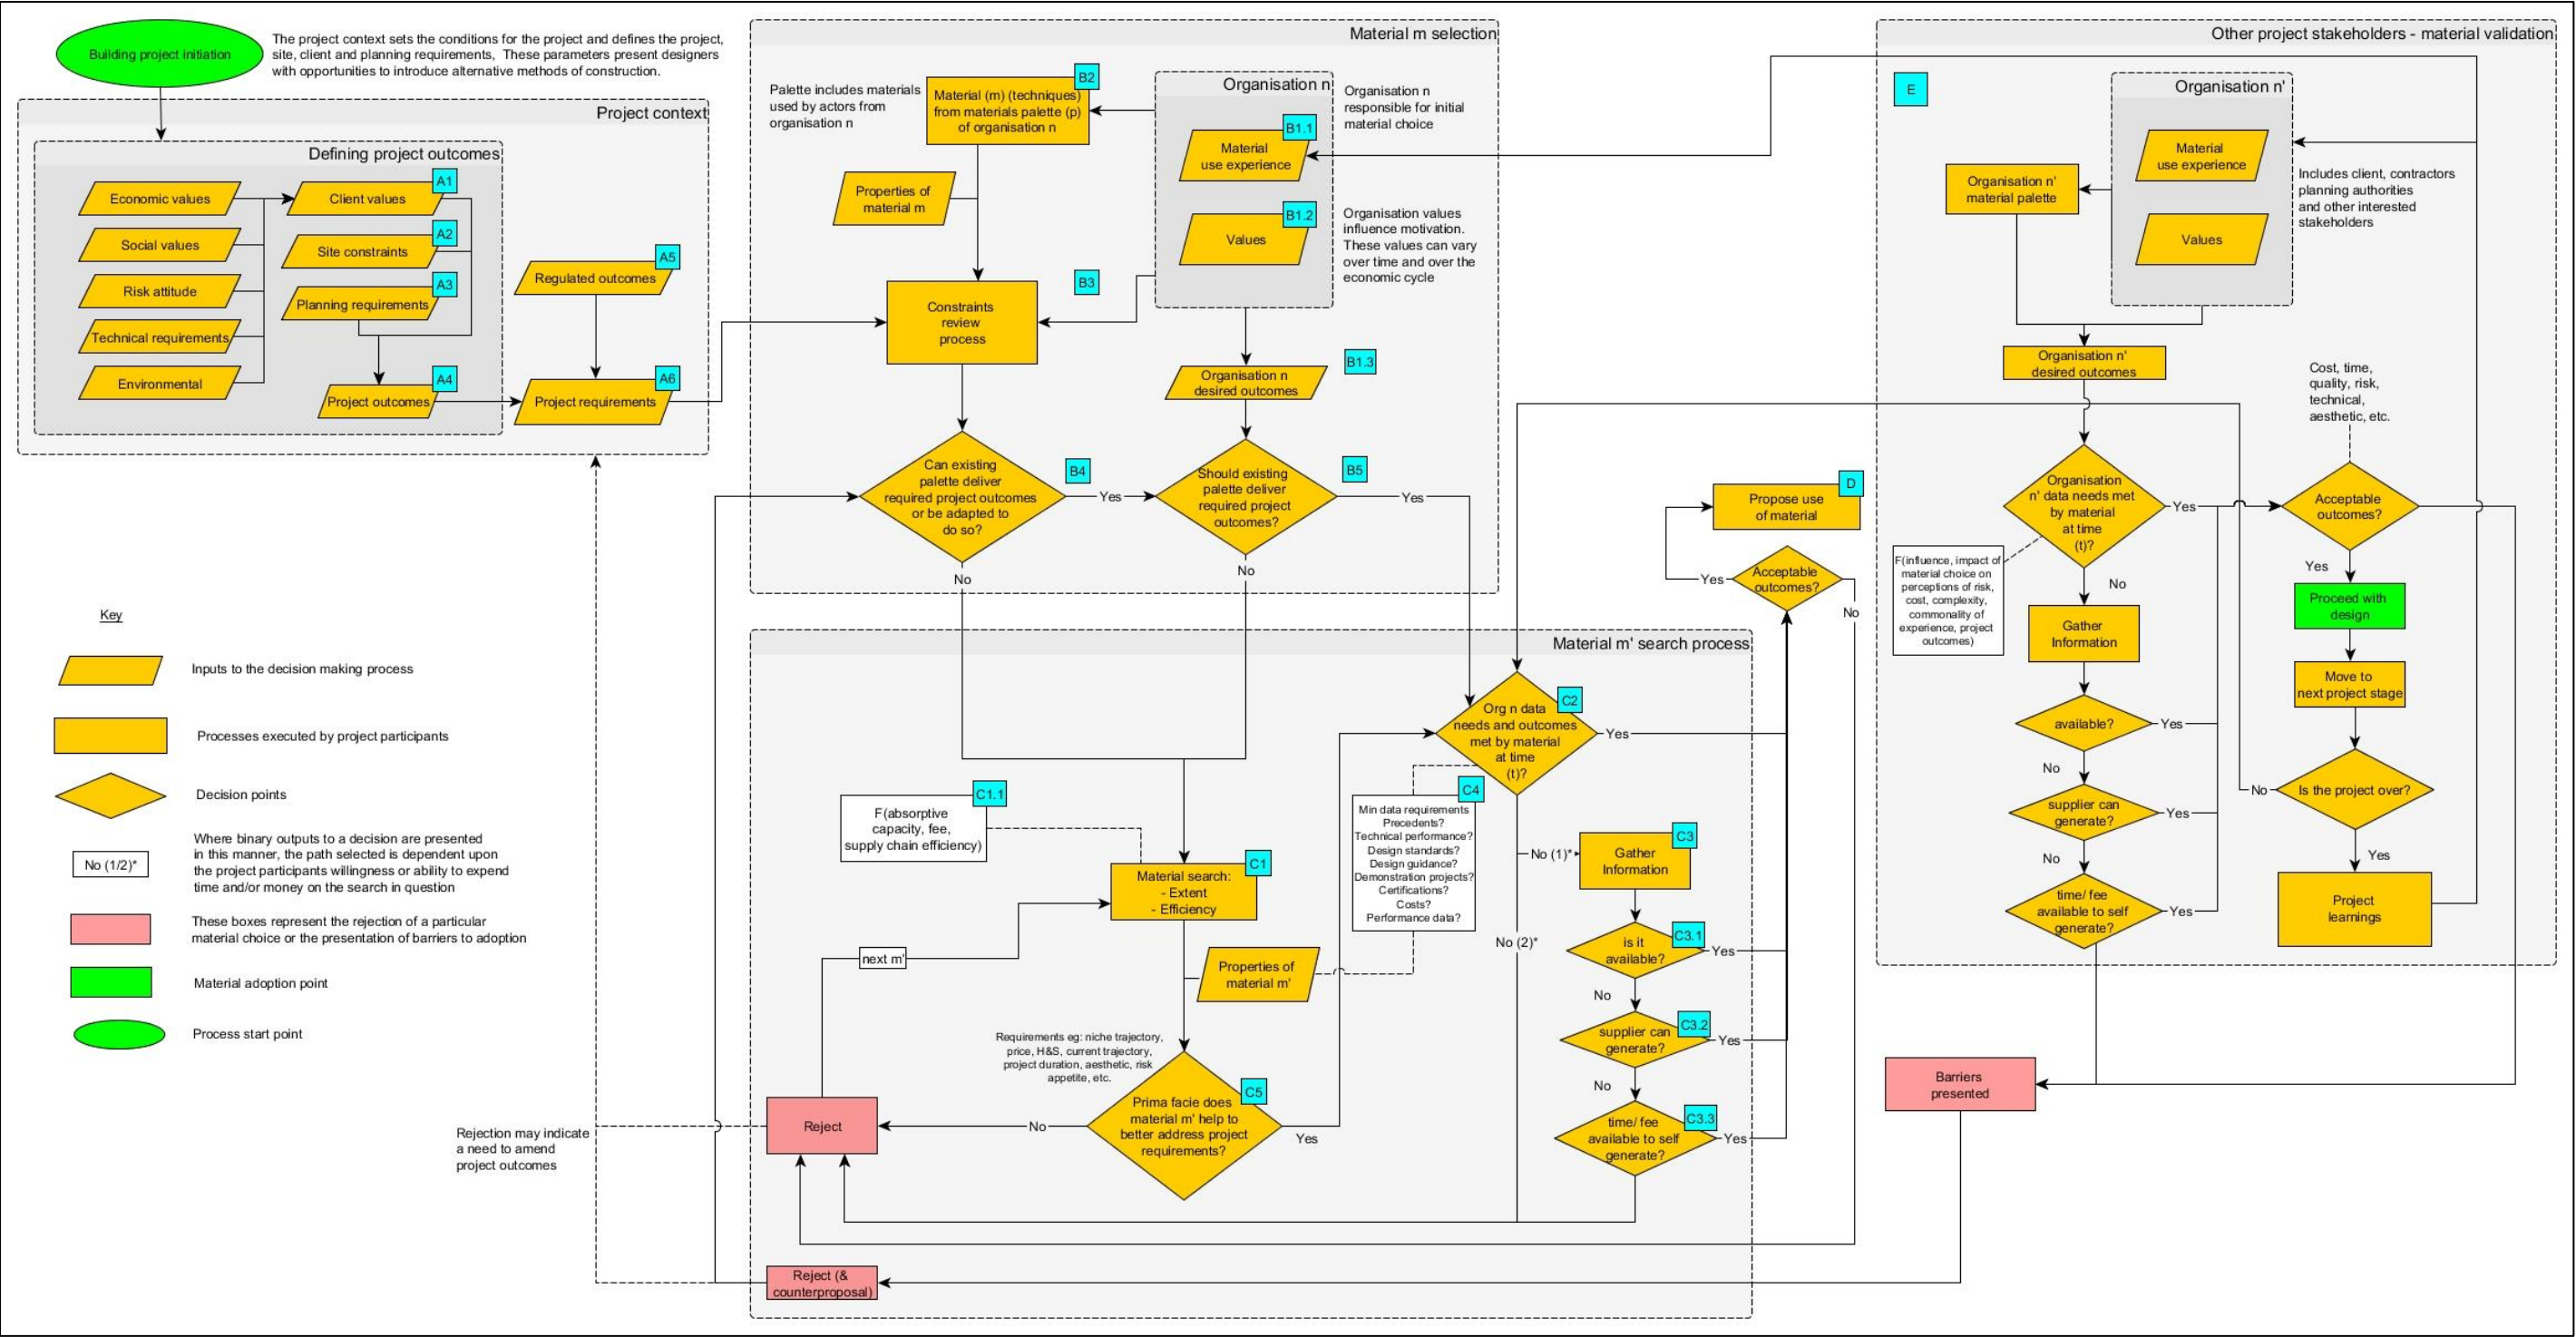 Building project initiation
The project context sets the conditions for the project and defines the project,
site, client and planning requirements, These parameters present designers
with opportunities to introduce alternative methods of construction.
Project context
Defining project outcomes
Economic values
Social values
Risk attitude
Technical requirements
Environmental
A1
Client values
A2
Site constraints
A3
Planning requirements
A4
Project outcomes
A5
Regulated outcomes
A6
Project requirements
Key
Inputs to the decision making process
Processes executed by project participants
Decision points
No (1/2)*
Where binary outputs to a decision are presented
in this manner, the path selected is dependent upon
the project participants willingness or ability to expend
time and/or money on the search in question
These boxes represent the rejection of a particular
material choice or the presentation of barriers to adoption
Material adoption point
Process start point
Rejection may indicate
a need to amend
project outcomes
Material m selection
Palette includes materials
used by actors from
organisation n
B2
Material (m) (techniques)
from materials palette (p)
of organisation n
Properties of
material m
Organisation n
B1.1
Material
use experience
B1.2
Values
Organisation n
responsible for initial
material choice
Organisation values
influence motivation.
These values can vary
over time and over the
economic cycle
B3
Constraints
review
process
B1.3
Organisation n
desired outcomes
B4
Can existing
palette deliver
required project outcomes
or be adapted to
do so?
Yes
No
B5
Should existing
palette deliver
required project
outcomes?
Yes
No
D
Propose use
of material
Acceptable
outcomes?
Yes
No
Material m' search process
C1.1
F(absorptive
capacity, fee,
supply chain efficiency)
C1
Material search:
- Extent
- Efficiency
next m'
Properties of
material m'
Requirements eg: niche trajectory,
price, H&S, current trajectory,
project duration, aesthetic, risk
appetite, etc.
C5
Prima facie does
material m' help to
better address project
requirements?
No
Yes
Reject
Reject (&
counterproposal)
C2
Org n data
needs and outcomes
met by material
at time
(t)?
Yes
No (1)*
No (2)*
C4
Min data requirements
Precedents?
Technical performance?
Design standards?
Design guidance?
Demonstration projects?
Certifications?
Costs?
Performance data?
C3
Gather
Information
C3.1
is it
available?
Yes
No
C3.2
supplier can
generate?
Yes
No
C3.3
time/ fee
available to self
generate?
Yes
Other project stakeholders - material validation
E
Organisation n'
Material
use experience
Values
Organisation n'
material palette
Includes client, contractors
planning authorities
and other interested
stakeholders
Organisation n'
desired outcomes
Cost, time,
quality, risk,
technical,
aesthetic, etc.
Organisation
n' data needs met
by material
at time
(t)?
Yes
No
F(influence, impact of
material choice on
perceptions of risk,
cost, complexity,
commonality of
experience, project
outcomes)
Gather
Information
available?
Yes
No
supplier can
generate?
Yes
No
time/ fee
available to self
generate?
Yes
Acceptable
outcomes?
Yes
Proceed with
design
Move to
next project stage
Is the project over?
No
Yes
Project
learnings
Barriers
presented